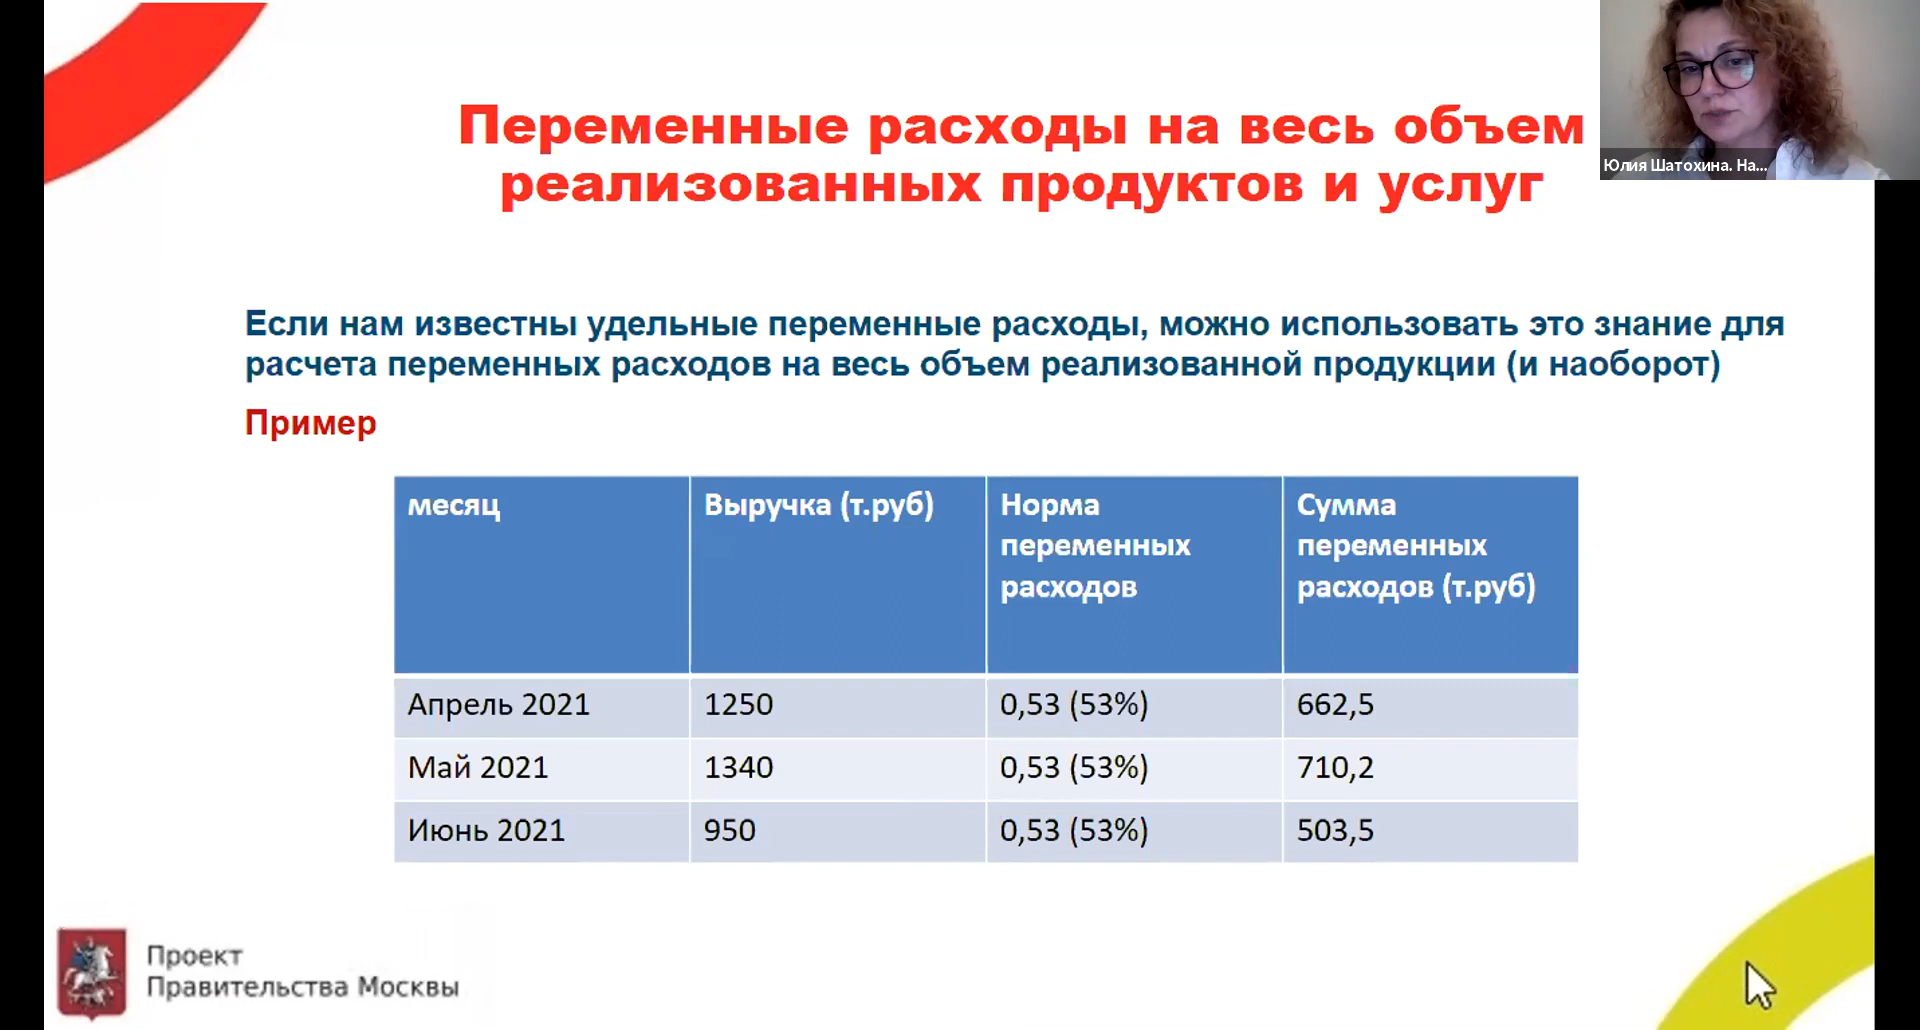 Переменные расходы на весь объем
реализованных продуктов и услуг
Юлия Шатохина. На...
Если нам известны удельные переменные расходы, можно использовать это знание для
расчета переменных расходов на весь объем реализованной продукции (и наоборот)
Пример
месяц Выручка (т.руб) Норма переменных расходов Сумма переменных расходов (т.руб)
Апрель 2021 1250 0,53 (53%) 662,5
Май 2021 1340 0,53 (53%) 710,2
Июнь 2021 950 0,53 (53%) 503,5
Проект
Правительства Москвы